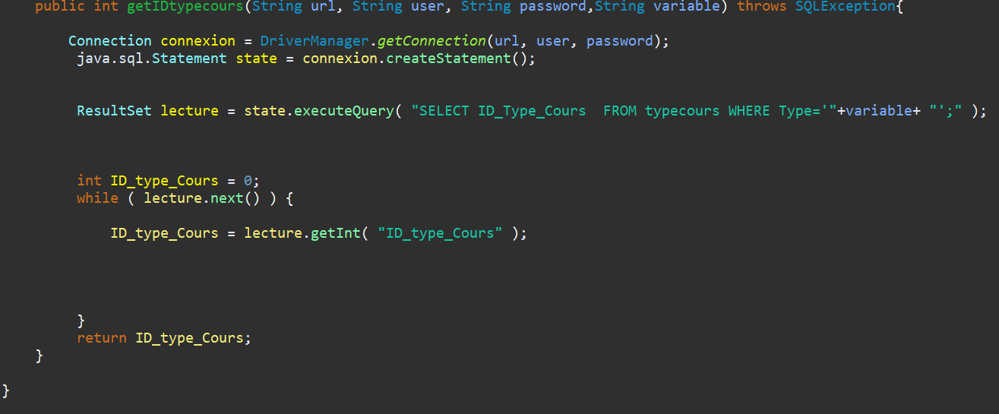 public int getIDtypecours(String url, String user, String password,String variable) throws SQLException{
Connection connexion = DriverManager.getConnection(url, user, password);
java.sql.Statement state = connexion.createStatement();
ResultSet lecture = state.executeQuery( "SELECT ID_Type_Cours  FROM typecours WHERE Type='"+variable+ "';" );
int ID_type_Cours = 0;
while ( lecture.next() ) {
ID_type_Cours = lecture.getInt( "ID_type_Cours" );
}
return ID_type_Cours;
}
}